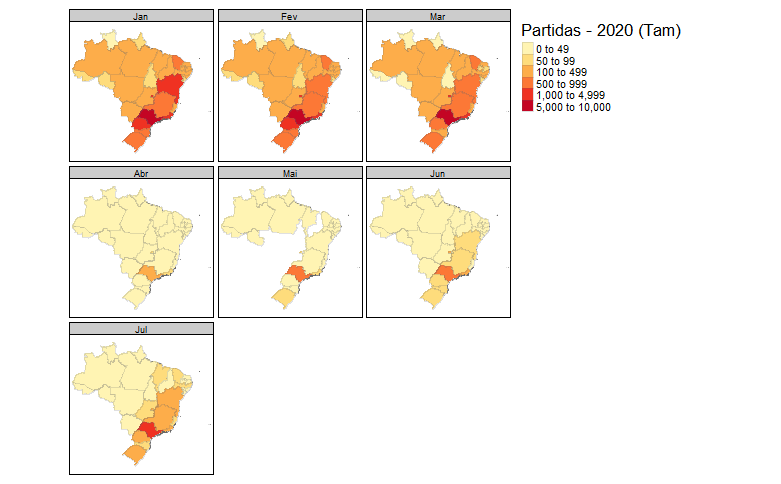 Jan
Fev
Mar
Partidas - 2020 (Tam)
0 to 49
50 to 99
100 to 499
500 to 999
1,000 to 4,999
5,000 to 10,000
Abr
Mai
Jun
Jul